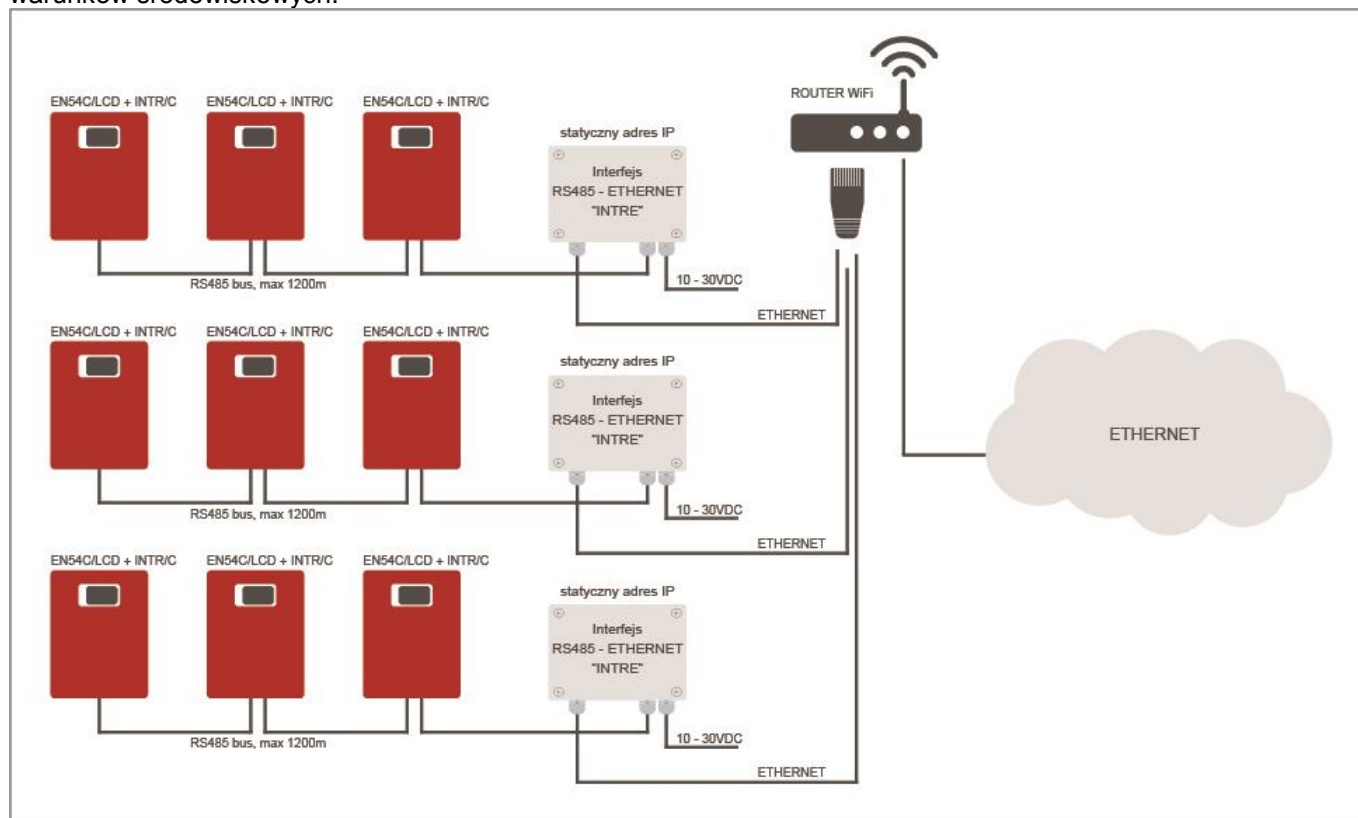 warunków środowiskowych.
ROUTER WiFi
EN54C/LCD + INTR/C
EN54C/LCD + INTR/C
EN54C/LCD + INTR/C
statyczny adres IP
Interfejs
RS485 - ETHERNET
"INTRE"
RS485 bus, max 1200m
10 - 30VDC
ETHERNET
EN54C/LCD + INTR/C
EN54C/LCD + INTR/C
EN54C/LCD + INTR/C
statyczny adres IP
Interfejs
RS485 - ETHERNET
"INTRE"
ETHERNET
RS485 bus, max 1200m
10 - 30VDC
ETHERNET
EN54C/LCD + INTR/C
EN54C/LCD + INTR/C
EN54C/LCD + INTR/C
statyczny adres IP
Interfejs
RS485 - ETHERNET
"INTRE"
RS485 bus, max 1200m
10 - 30VDC
ETHERNET